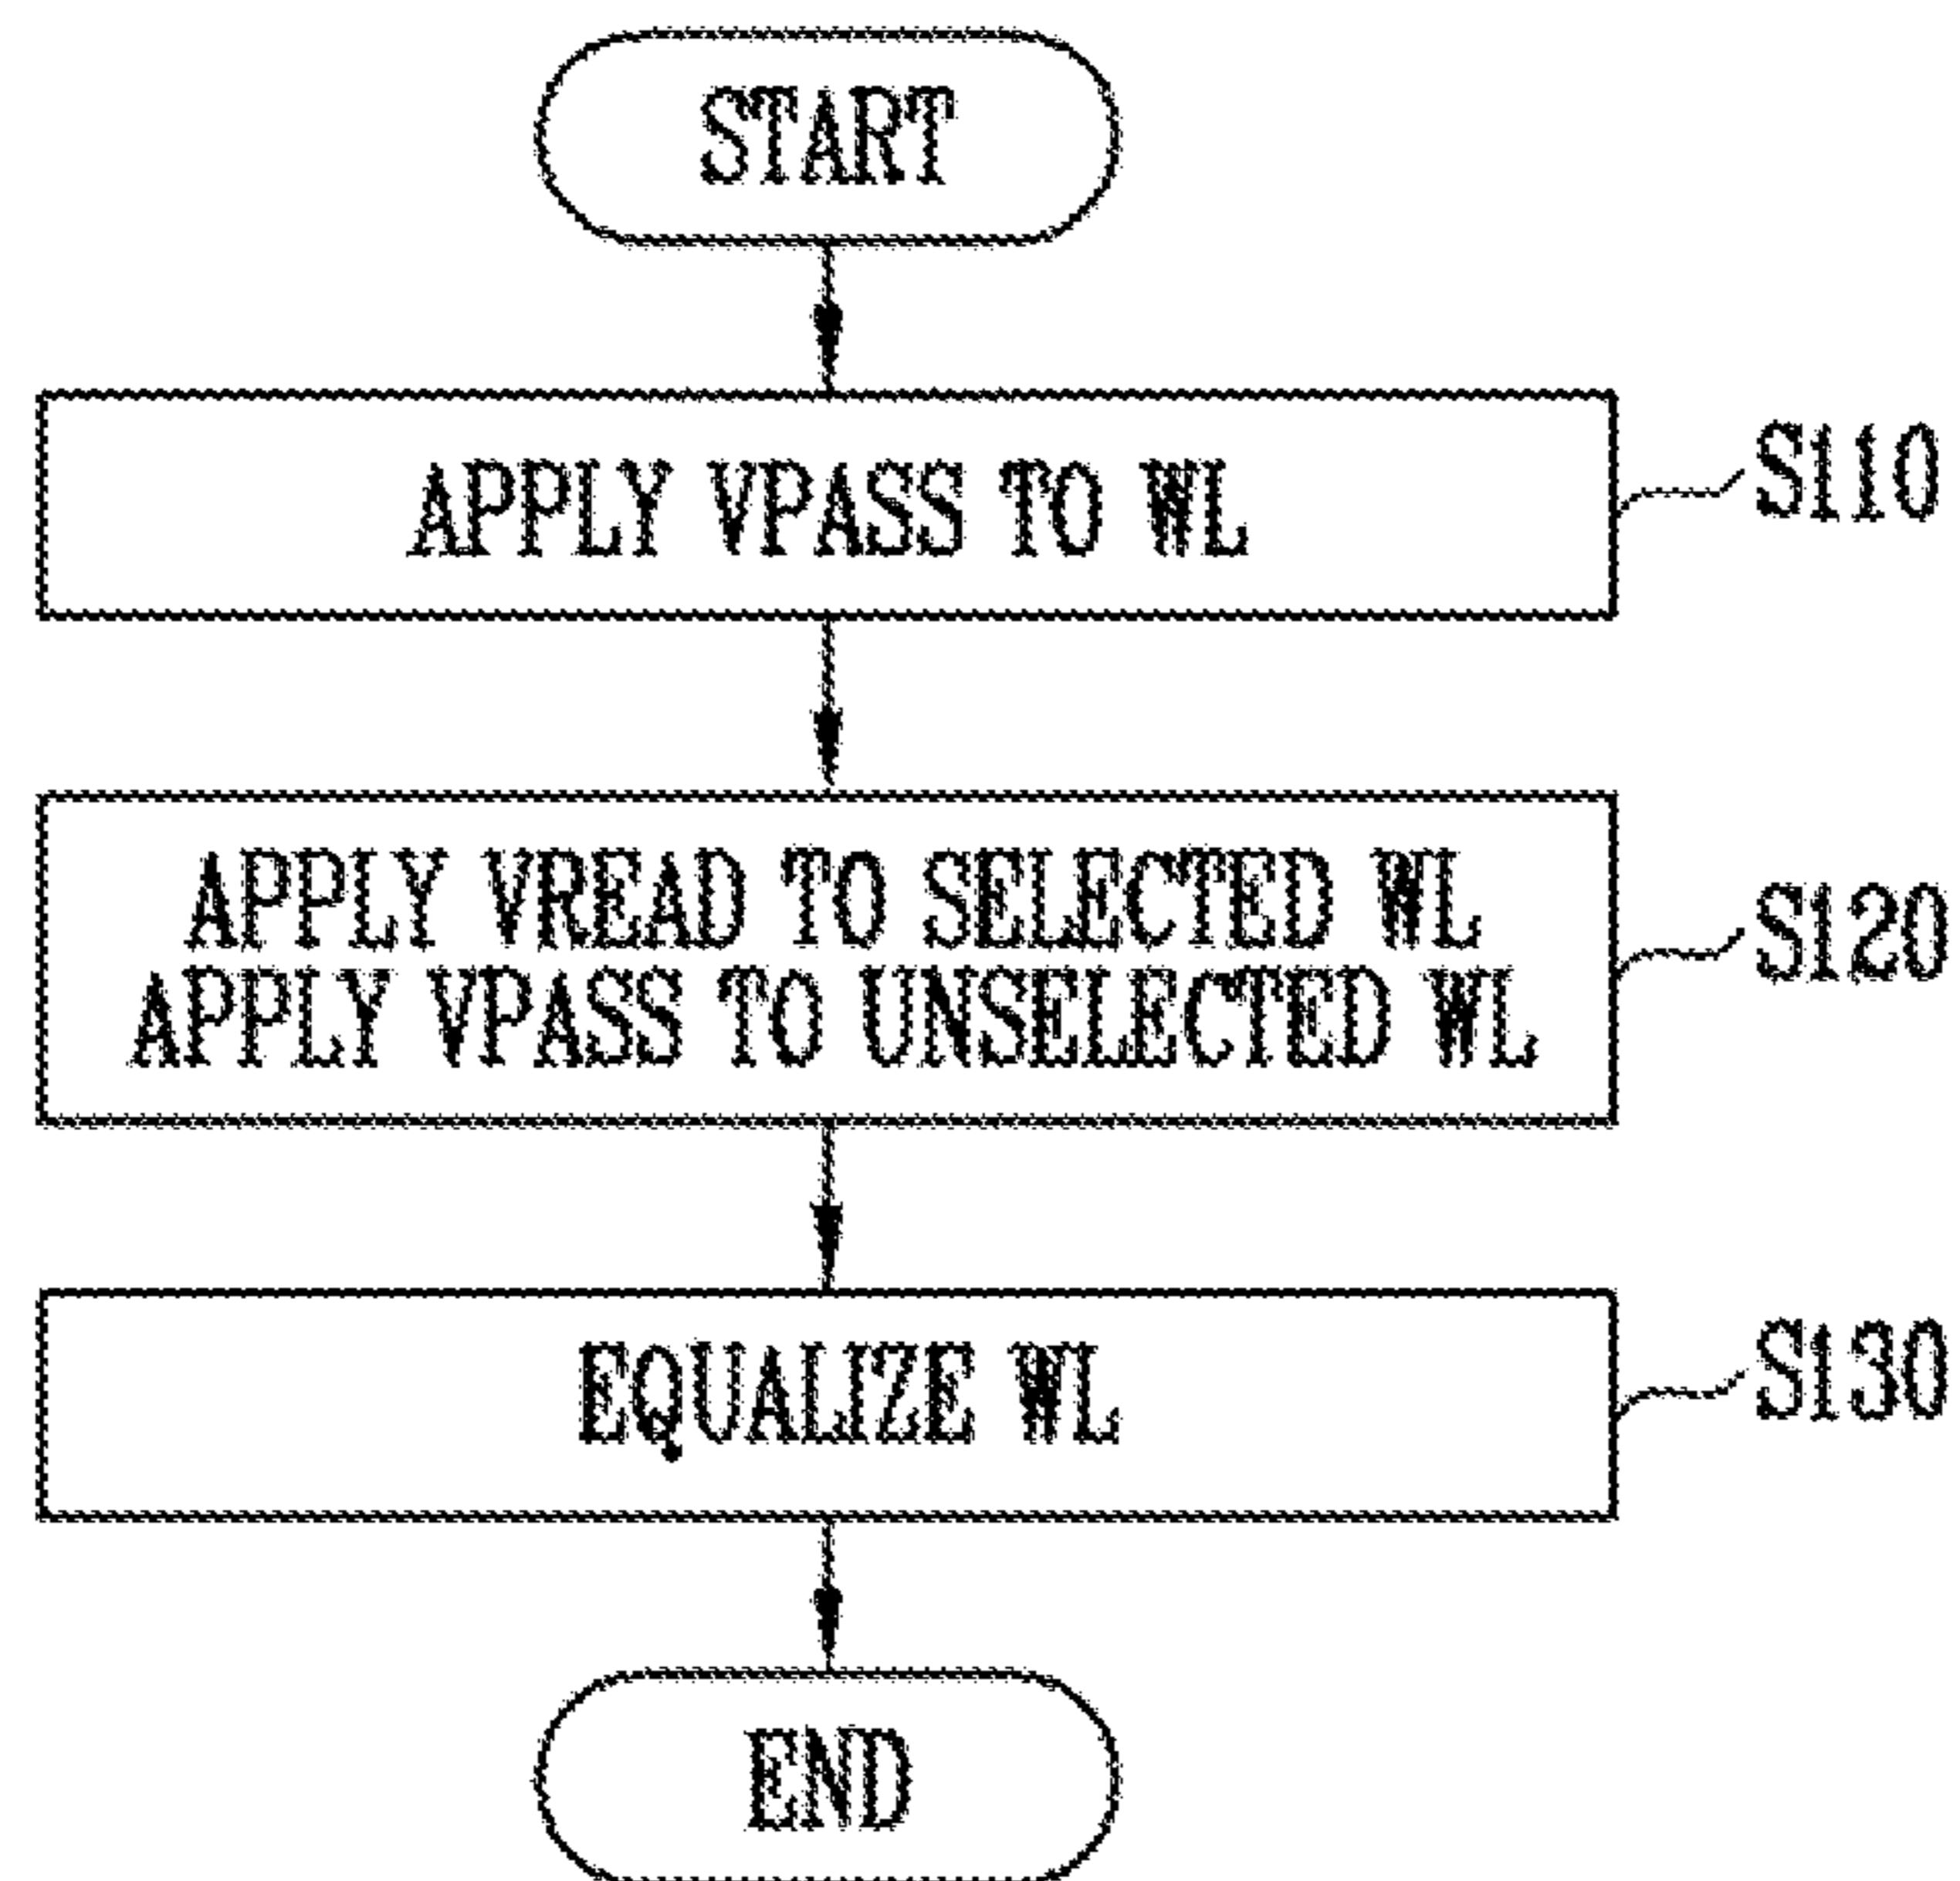 START
APPLY VPASS TO WL
S110
APPLY VREAD TO SELECTED WL
APPLY VPASS TO UNSELECTED WL
S120
EQUALIZE WL
S130
END